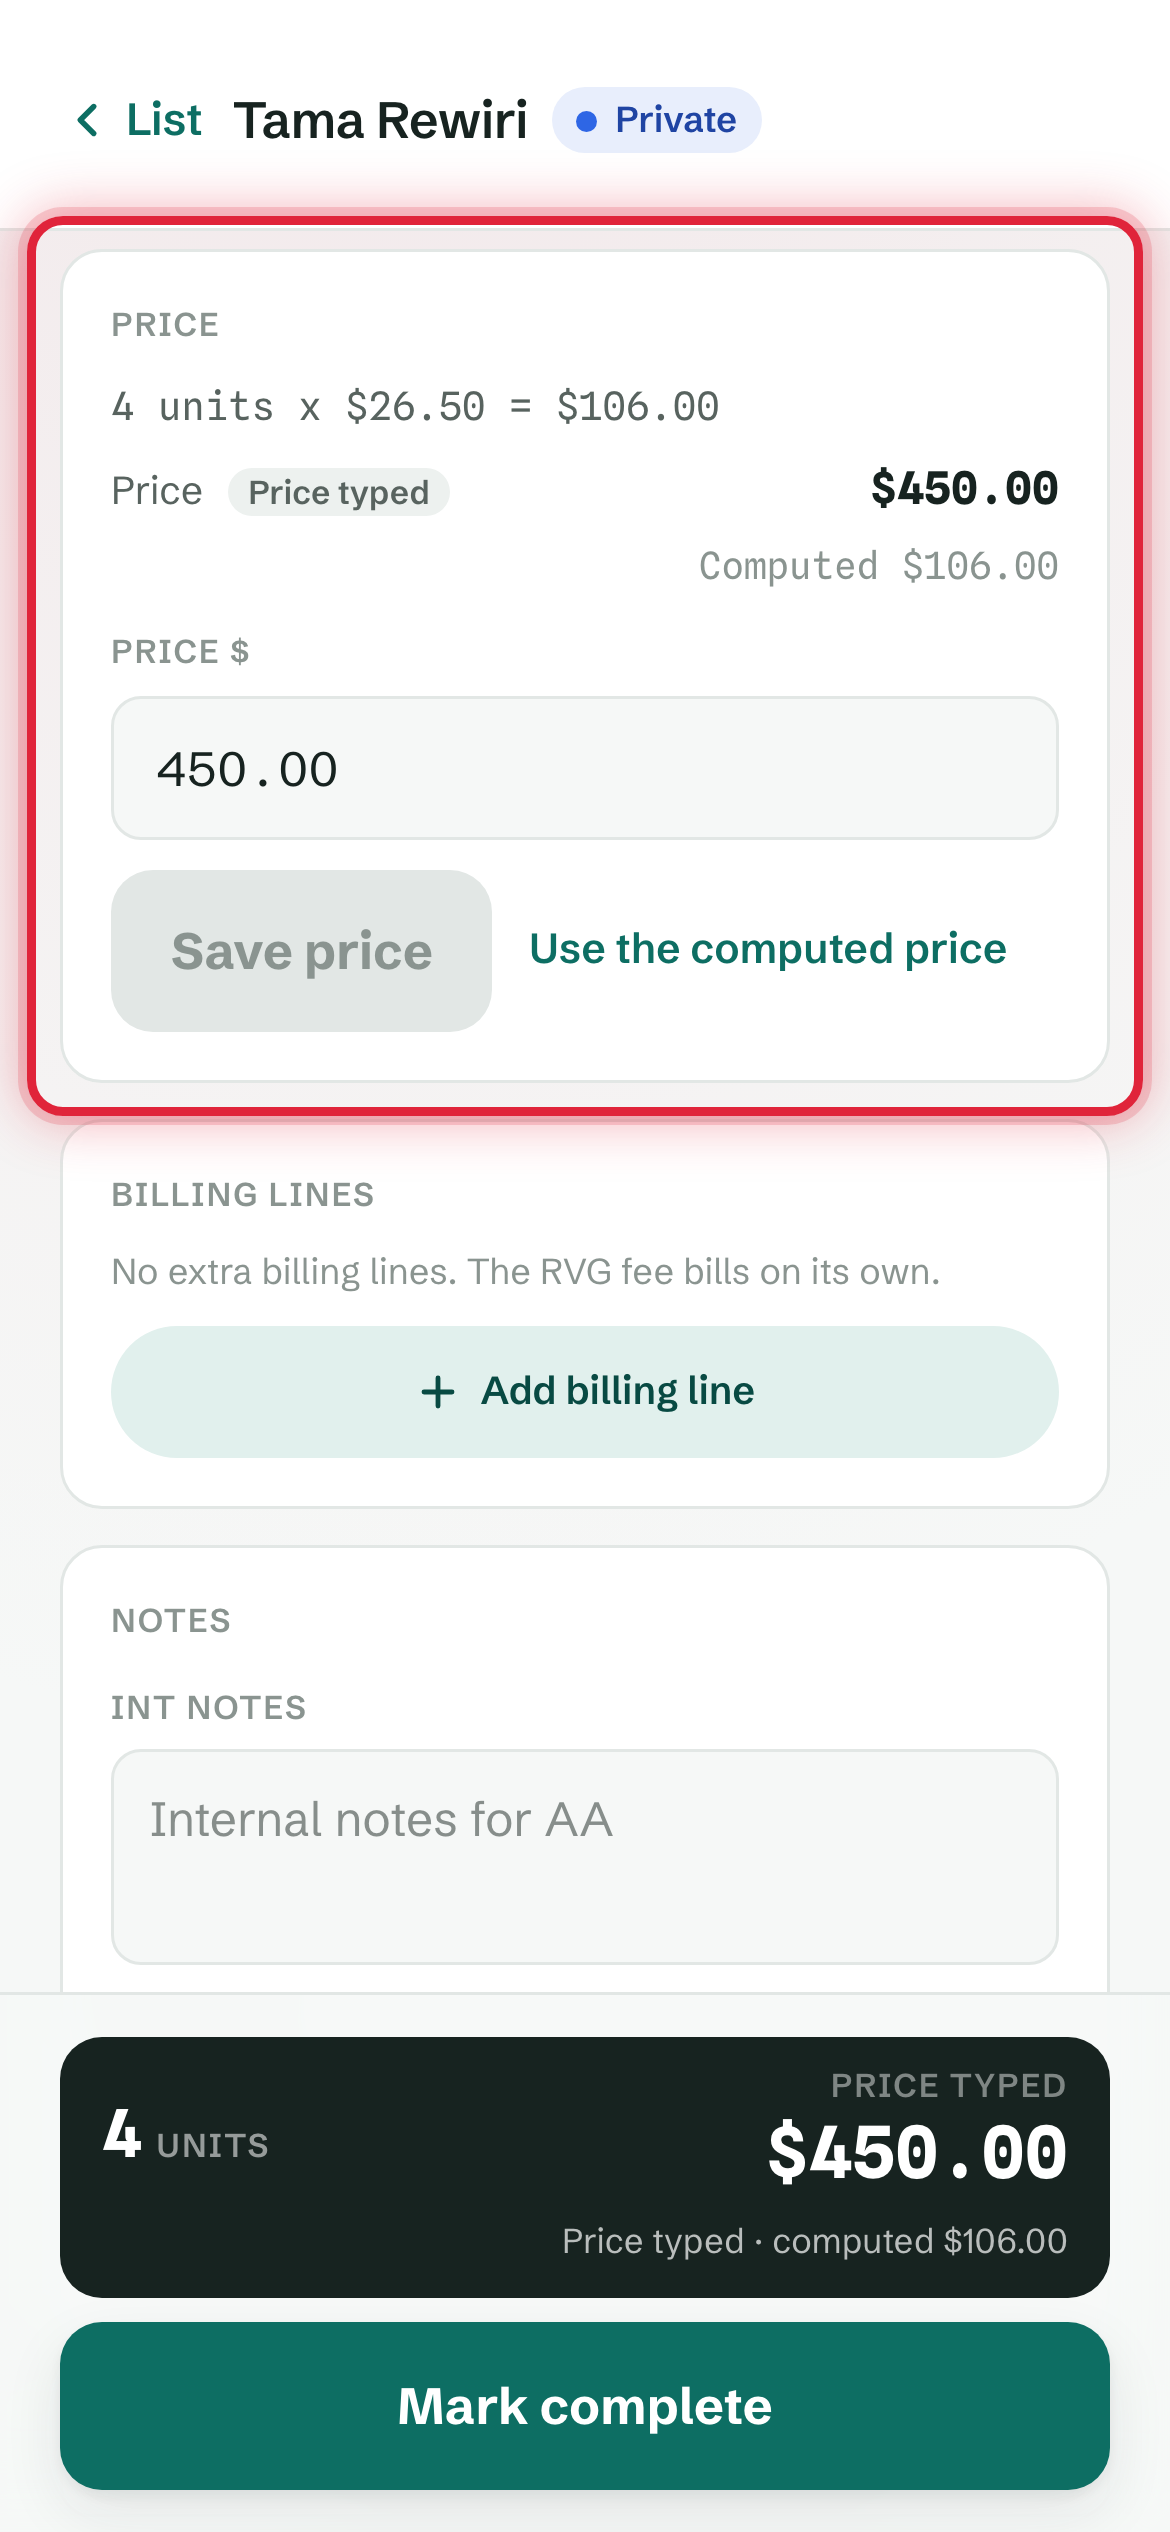 List Tama Rewiri Private
PRICE
4 units x $26.50 = $106.00
Price Price typed $450.00
Computed $106.00
PRICE $
450.00
Save price Use the computed price
BILLING LINES
No extra billing lines. The RVG fee bills on its own.
+ Add billing line
NOTES
INT NOTES
Internal notes for AA
PRICE TYPED
4 UNITS $450.00
Price typed · computed $106.00
Mark complete